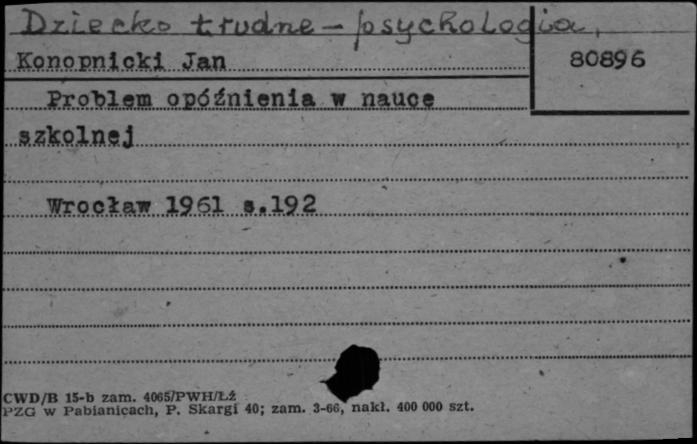 Dziecko trudne – psychologia,
Konopnicki Jan 80896
Problem opóźnienia w nauce
szkolnej
Wrocław 1961 s.192
CWD/B 15-b zam. 4065/PWH/Łż
PZG w Pabianicach, P. Skargi 40; zam. 3-66, nakł. 400 000 szt.